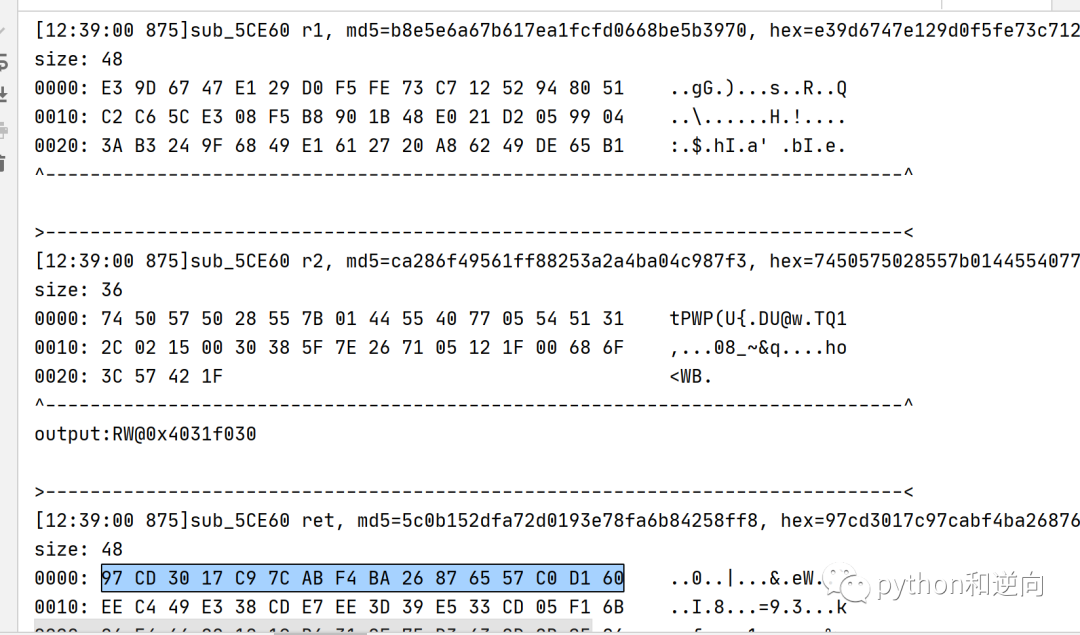 [12:39:00 875]sub_5CE60 r1, md5=b8e5e6a67b617ea1fcfd0668be5b3970, hex=e39d6747e129d0f5fe73c712
size: 48
0000: E3 9D 67 47 E1 29 D0 F5 FE 73 C7 12 52 94 80 51    ..gG.)...s..R..Q
0010: C2 C6 5C E3 08 F5 B8 90 1B 48 E0 21 D2 05 99 04    ..\......H.!....
0020: 3A B3 24 9F 68 49 E1 61 27 20 A8 62 49 DE 65 B1    :.$.hI.a' .bI.e.
^-----------------------------------------------------------------------------^
>-----------------------------------------------------------------------------<
[12:39:00 875]sub_5CE60 r2, md5=ca286f49561ff88253a2a4ba04c987f3, hex=7450575028557b0144554077
size: 36
0000: 74 50 57 50 28 55 7B 01 44 55 40 77 05 54 51 31    tPWP(U{.DU@w.TQ1
0010: 2C 02 15 00 30 38 5F 7E 26 71 05 12 1F 00 68 6F    ,...08_~&q....ho
0020: 3C 57 42 1F    <WB.
^-----------------------------------------------------------------------------^
output:RW@0x4031f030
>-----------------------------------------------------------------------------<
[12:39:00 875]sub_5CE60 ret, md5=5c0b152dfa72d0193e78fa6b84258ff8, hex=97cd3017c97cabf4ba26876
size: 48
0000: 97 CD 30 17 C9 7C AB F4 BA 26 87 65 57 C0 D1 60    ..0..|...&.eW..`
0010: EE C4 49 E3 38 CD E7 EE 3D 39 E5 33 CD 05 F1 6B    ..I.8...=9.3...k
python和逆向